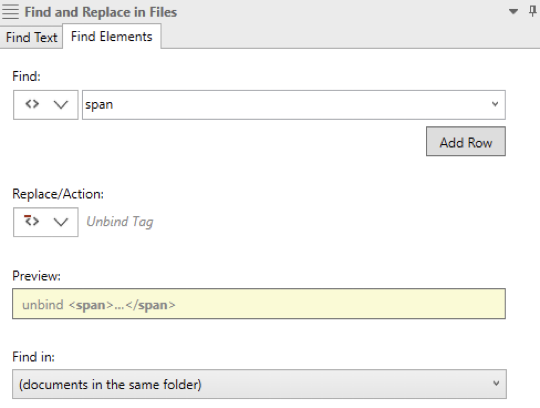 Find and Replace in Files
Find Text Find Elements
Find:
<> span
Add Row
Replace/Action:
<> Unbind Tag
Preview:
unbind <span>...</span>
Find in:
(documents in the same folder)